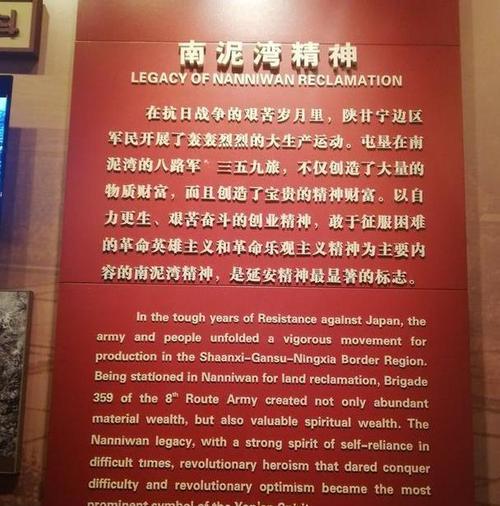 南泥湾精神
LEGACY OF NANNIWAN RECLAMATION
在抗日战争的艰苦岁月里，陕甘宁边区
军民开展了轰轰烈烈的大生产运动。屯垦在南
泥湾的八路军"三五九旅，不仅创造了大量的
物质财富，而且创造了宝贵的精神财富。以自
力更生、艰苦奋斗的创业精神，敢于征服困难
的革命英雄主义和革命乐观主义精神为主要内
容的南泥湾精神，是延安精神最显著的标志。
In the tough years of Resistance against Japan, the
army and people unfolded a vigorous movement for
production in the Shaanxi-Gansu-Ningxia Border Region.
Being stationed in Nanniwan for land reclamation, Brigade
359 of the 8th Route Army created not only abundant
material wealth, but also valuable spiritual wealth. The
Nanniwan legacy, with a strong spirit of self-reliance in
difficult times, revolutionary heroism that dared conquer
difficulty and revolutionary optimism became the most
prominent symbol of the Yanan Spirit